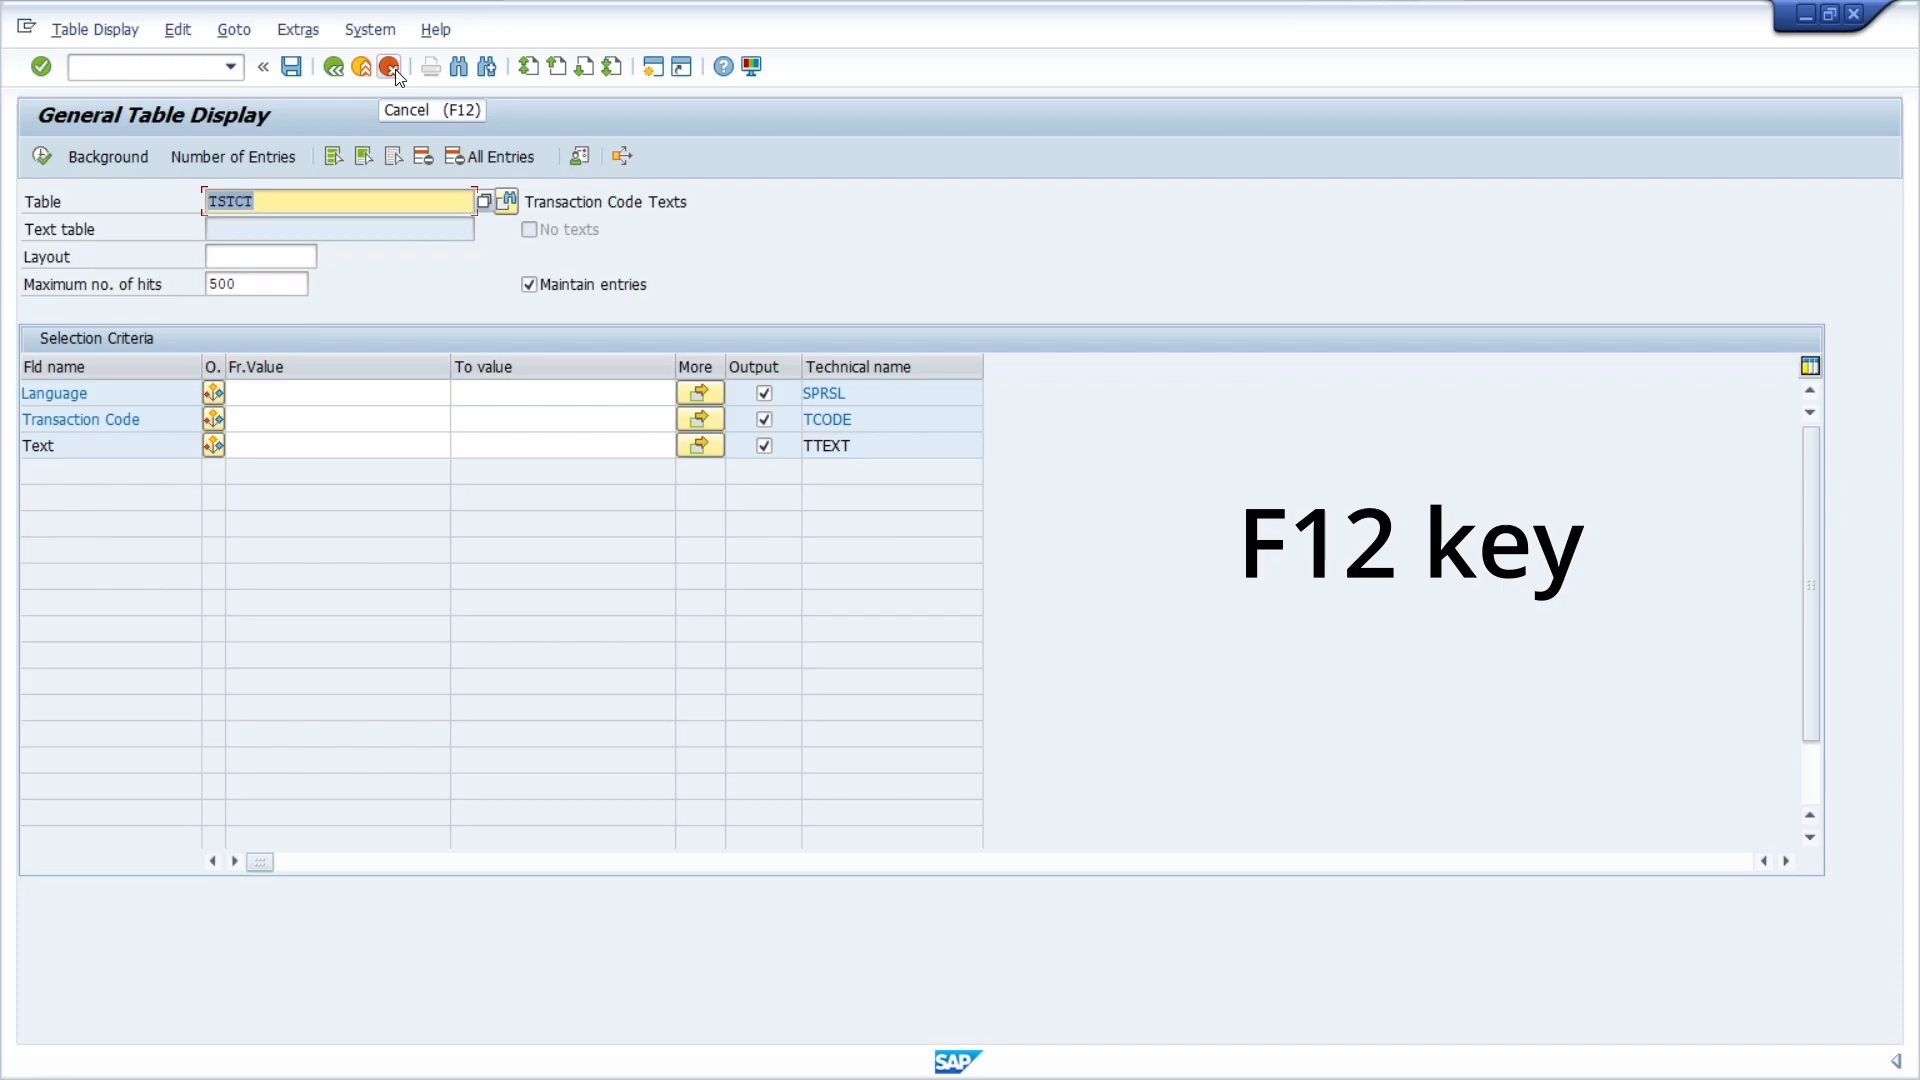 Table Display Edit Goto Extras System Help
Cancel (F12)
General Table Display
Background Number of Entries All Entries
Table TSTCT Transaction Code Texts
Text table No texts
Layout
Maximum no. of hits 500 Maintain entries
Selection Criteria
Fld name O. Fr.Value To value More Output Technical name
Language SPRSL
Transaction Code TCODE
Text TTEXT
F12 key
SAP